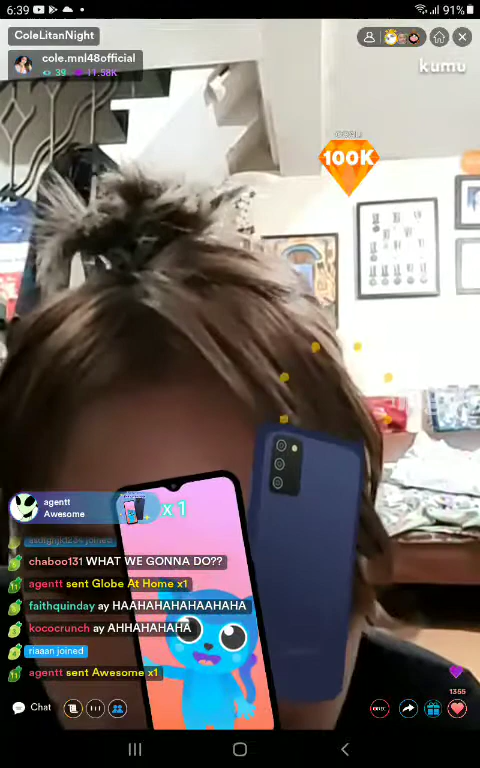 6:39
91%
ColeLitanNight
cole.mnl48official
39 11.58K
kumu
100K
agentt
Awesome
x 1
asdfghjkl234 joined
chaboo131 WHAT WE GONNA DO??
agentt sent Globe At Home x1
faithquinday ay HAAHAHAHAHAAHAHA
kococrunch ay AHHAHAHAHA
riaaan joined
agentt sent Awesome x1
1355
Chat